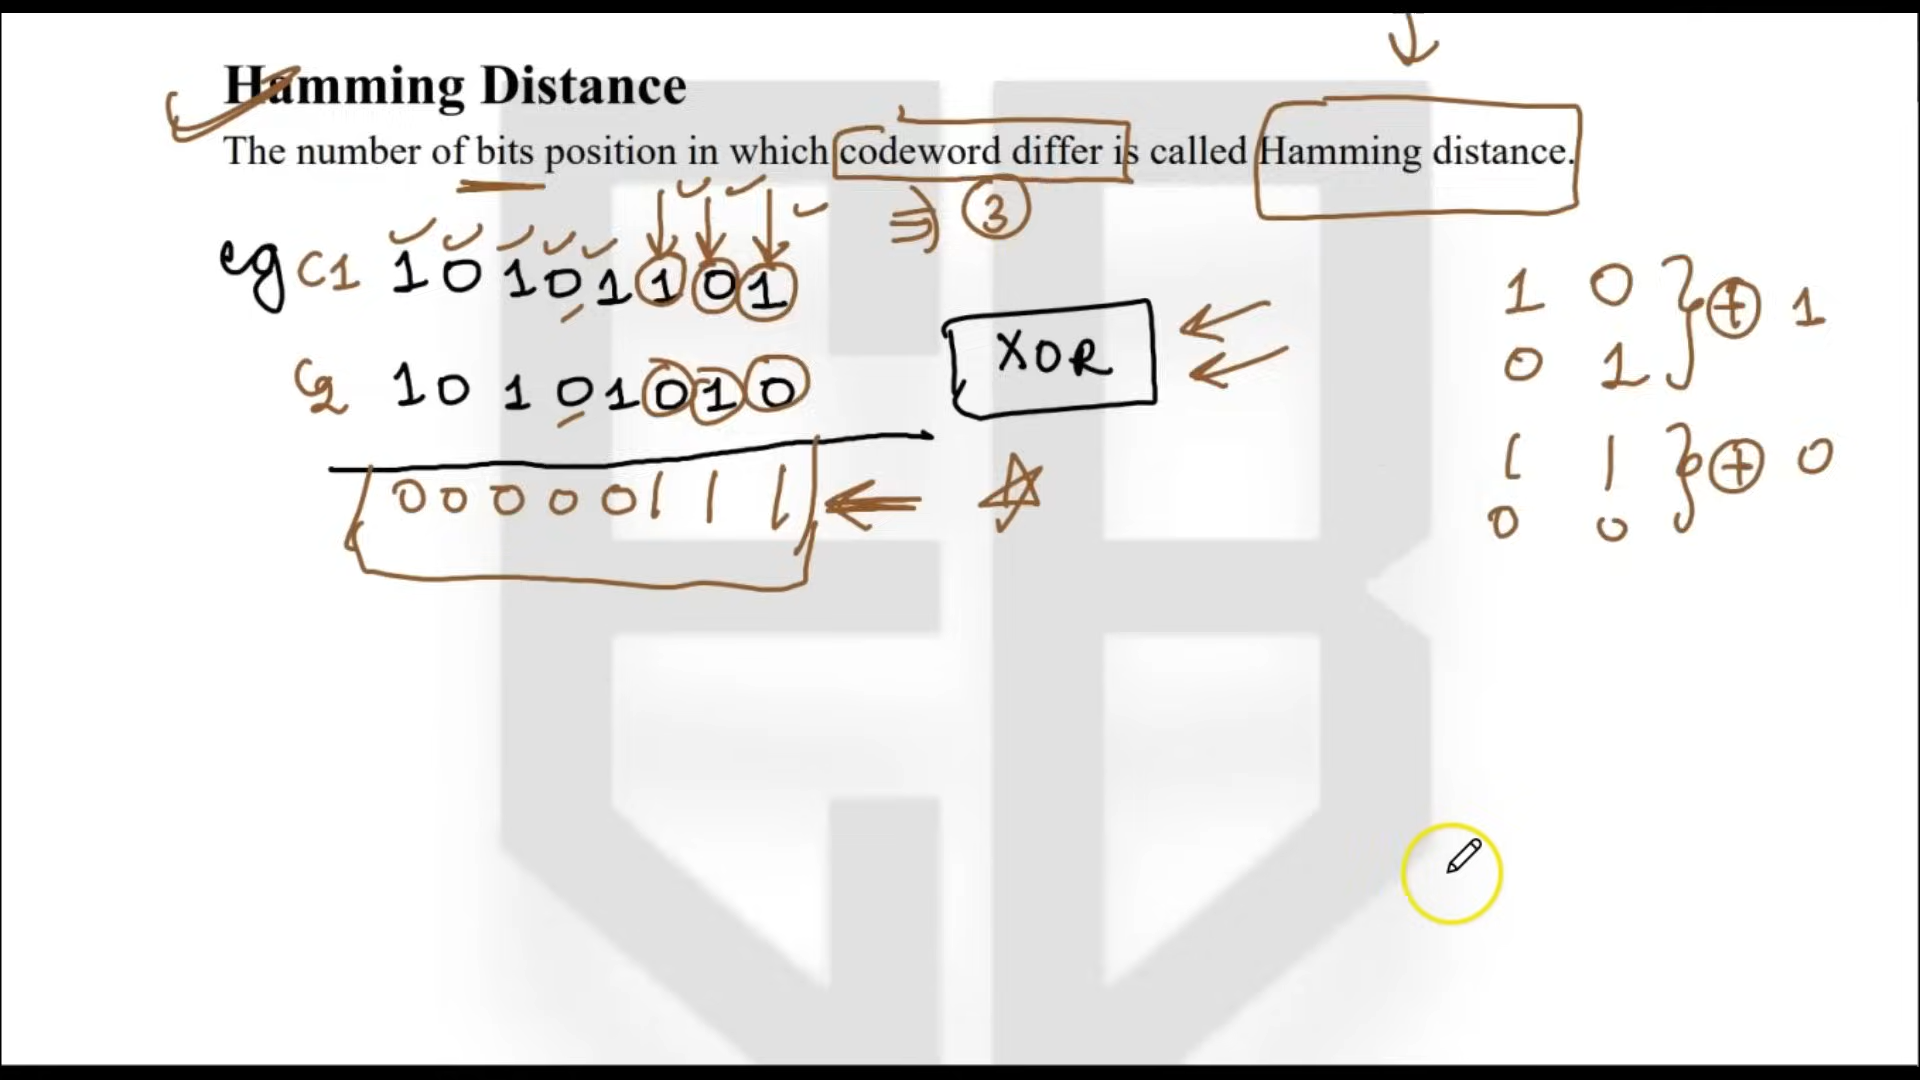 Hamming Distance
The number of bits position in which codeword differ is called Hamming distance.
⇒ 3
eg C1 1 0 1 0 1 1 0 1
C2 1 0 1 0 1 0 1 0
0 0 0 0 0 1 1 1
XOR
1 0 } ⊕ 1
0 1
1 1 } ⊕ 0
0 0